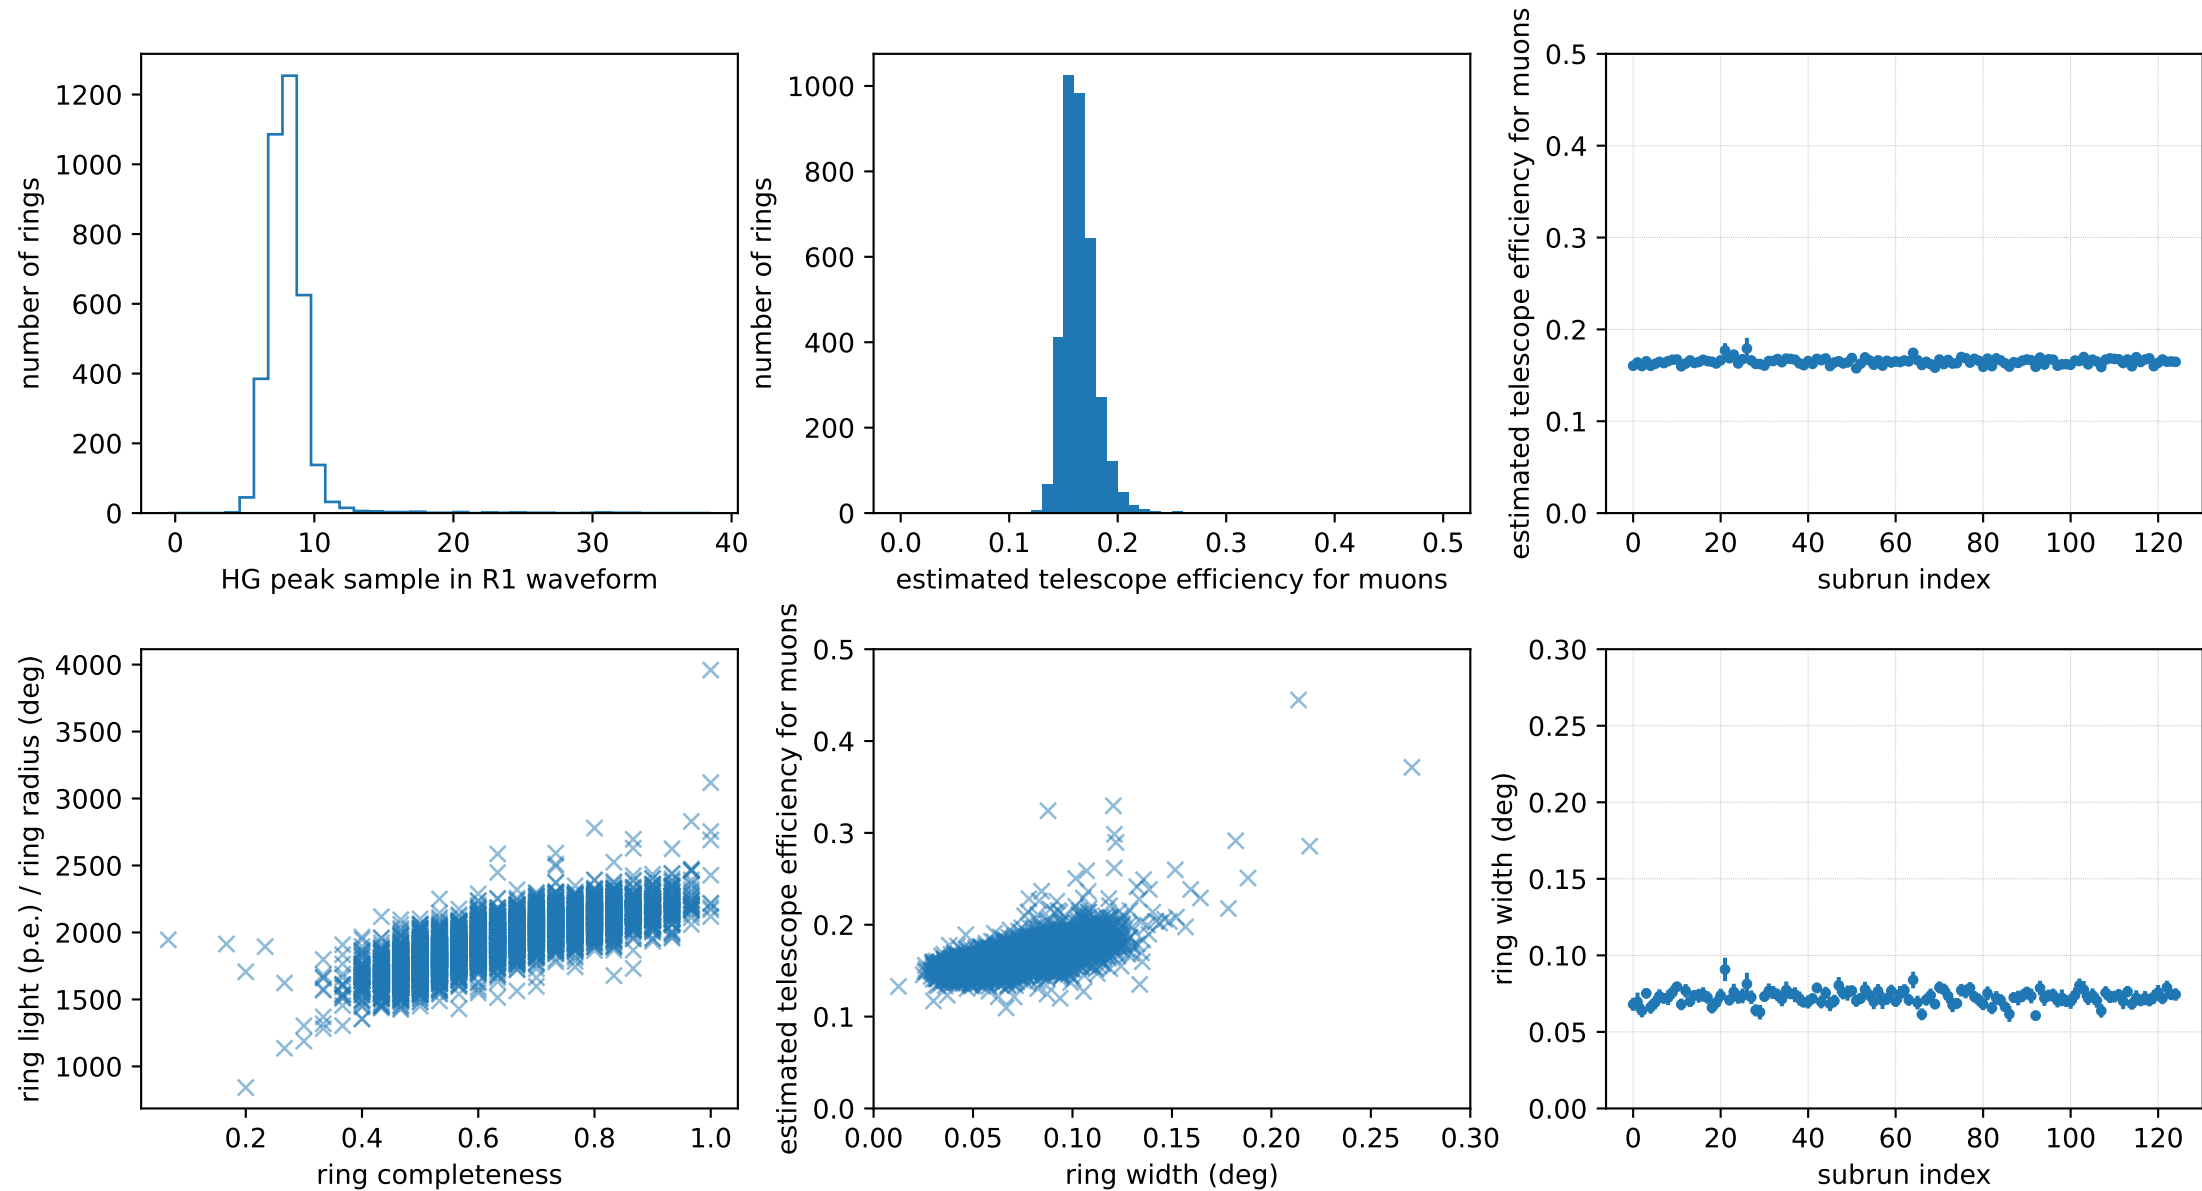 number of rings
1200
1000
800
600
400
200
0
0 10 20 30 40
HG peak sample in R1 waveform
number of rings
1000
800
600
400
200
0
0.0 0.1 0.2 0.3 0.4 0.5
estimated telescope efficiency for muons
estimated telescope efficiency for muons
0.5
0.4
0.3
0.2
0.1
0.0
0 20 40 60 80 100 120
subrun index
ring light (p.e.) / ring radius (deg)
4000
3500
3000
2500
2000
1500
1000
0.2 0.4 0.6 0.8 1.0
ring completeness
estimated telescope efficiency for muons
0.5
0.4
0.3
0.2
0.1
0.0
0.00 0.05 0.10 0.15 0.20 0.25 0.30
ring width (deg)
ring width (deg)
0.30
0.25
0.20
0.15
0.10
0.05
0.00
0 20 40 60 80 100 120
subrun index